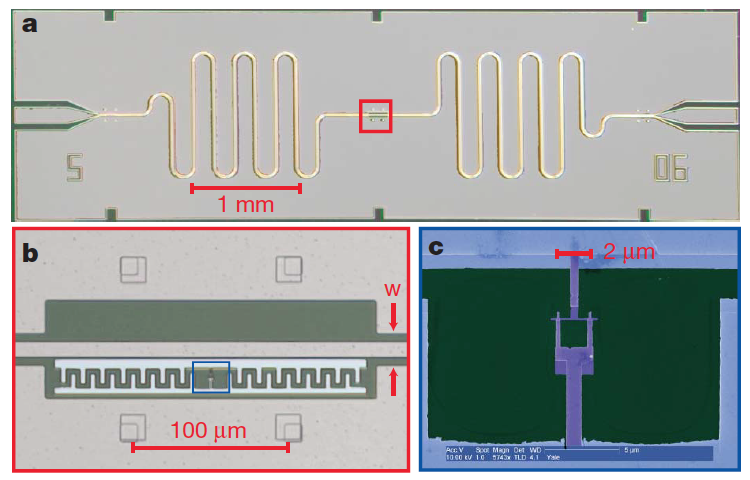 a
1 mm
5
06
b
w
100 μm
c
2 μm
Acc.V Spot Magn Det WD 5 μm
10.00 kV 1.0 5743x TLD 4.1 Yale